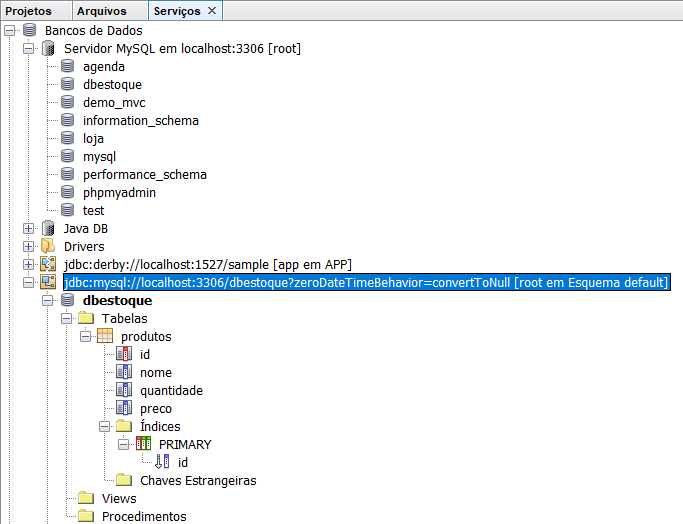 Projetos Arquivos Serviços
Bancos de Dados
Servidor MySQL em localhost:3306 [root]
agenda
dbestoque
demo_mvc
information_schema
loja
mysql
performance_schema
phpmyadmin
test
Java DB
Drivers
jdbc:derby://localhost:1527/sample [app em APP]
jdbc:mysql://localhost:3306/dbestoque?zeroDateTimeBehavior=convertToNull [root em Esquema default]
dbestoque
Tabelas
produtos
id
nome
quantidade
preco
Índices
PRIMARY
id
Chaves Estrangeiras
Views
Procedimentos